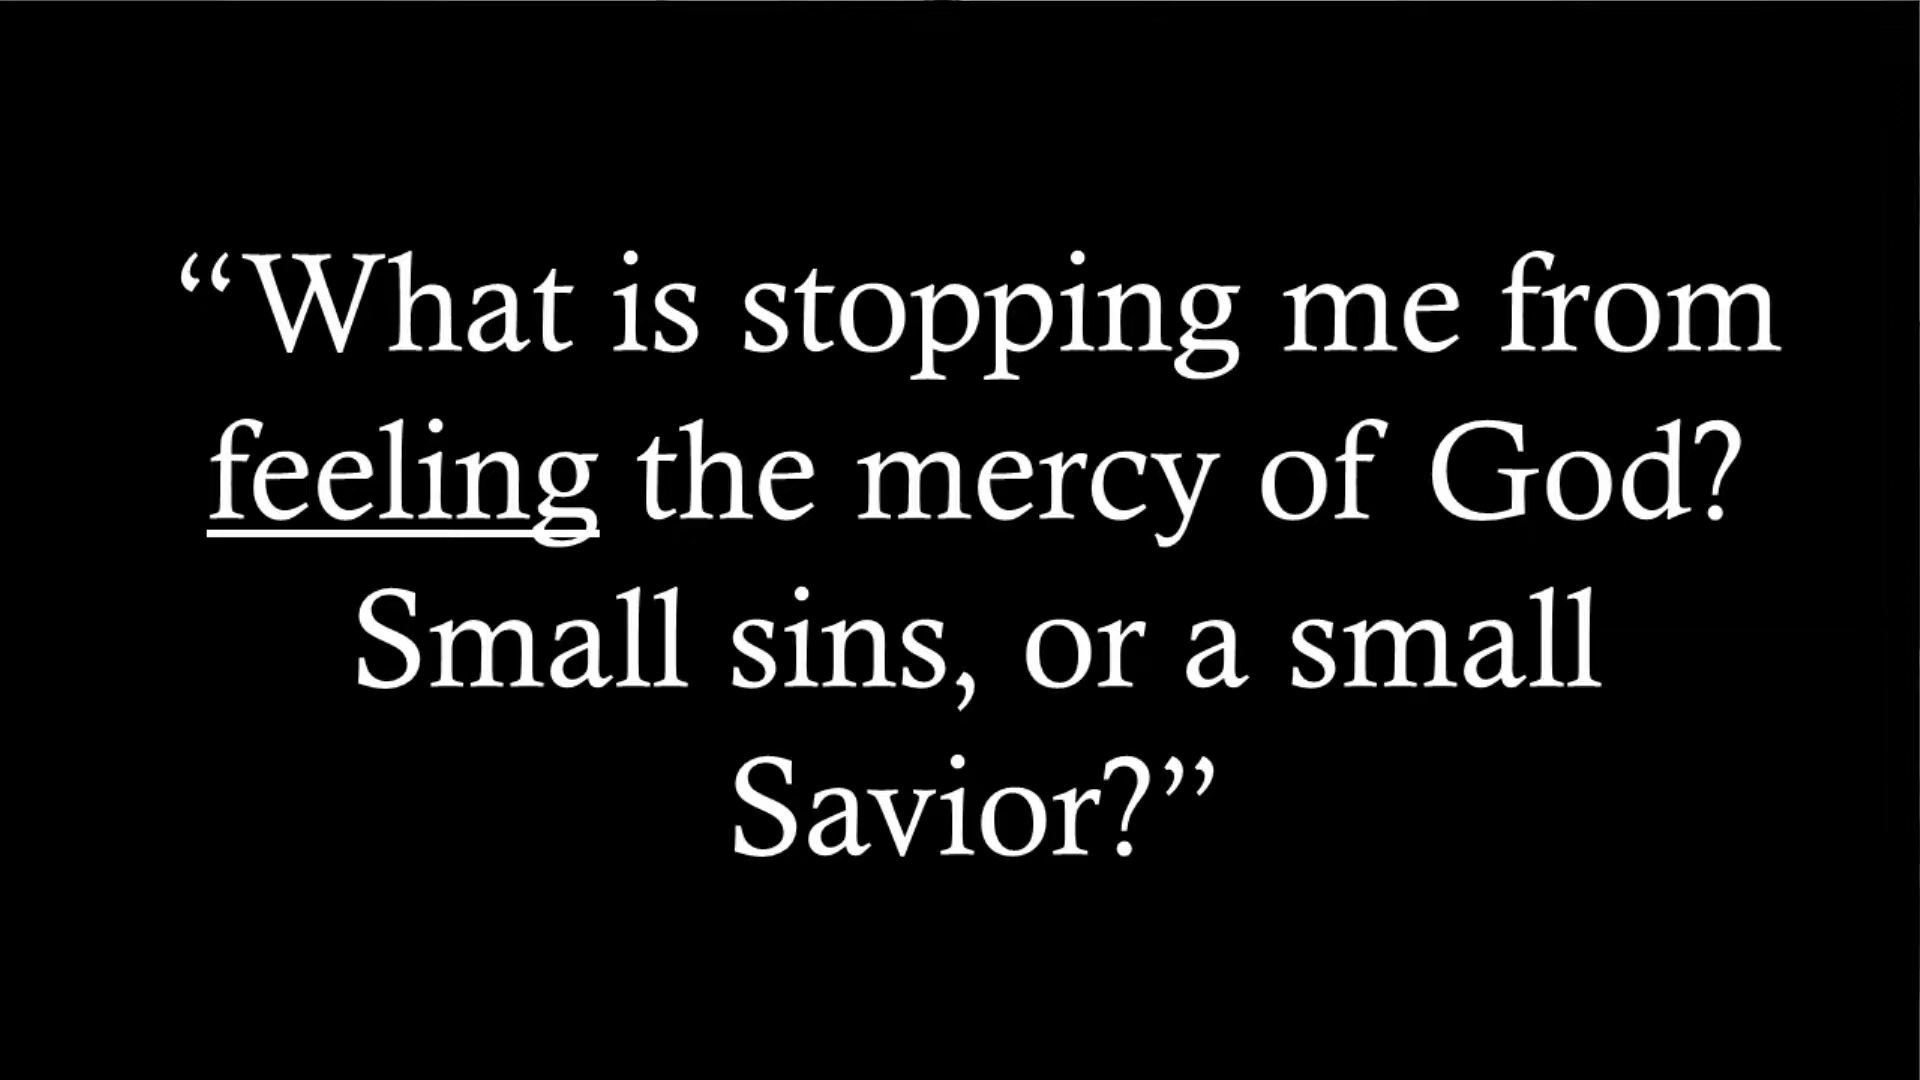 “What is stopping me from
feeling the mercy of God?
Small sins, or a small
Savior?”